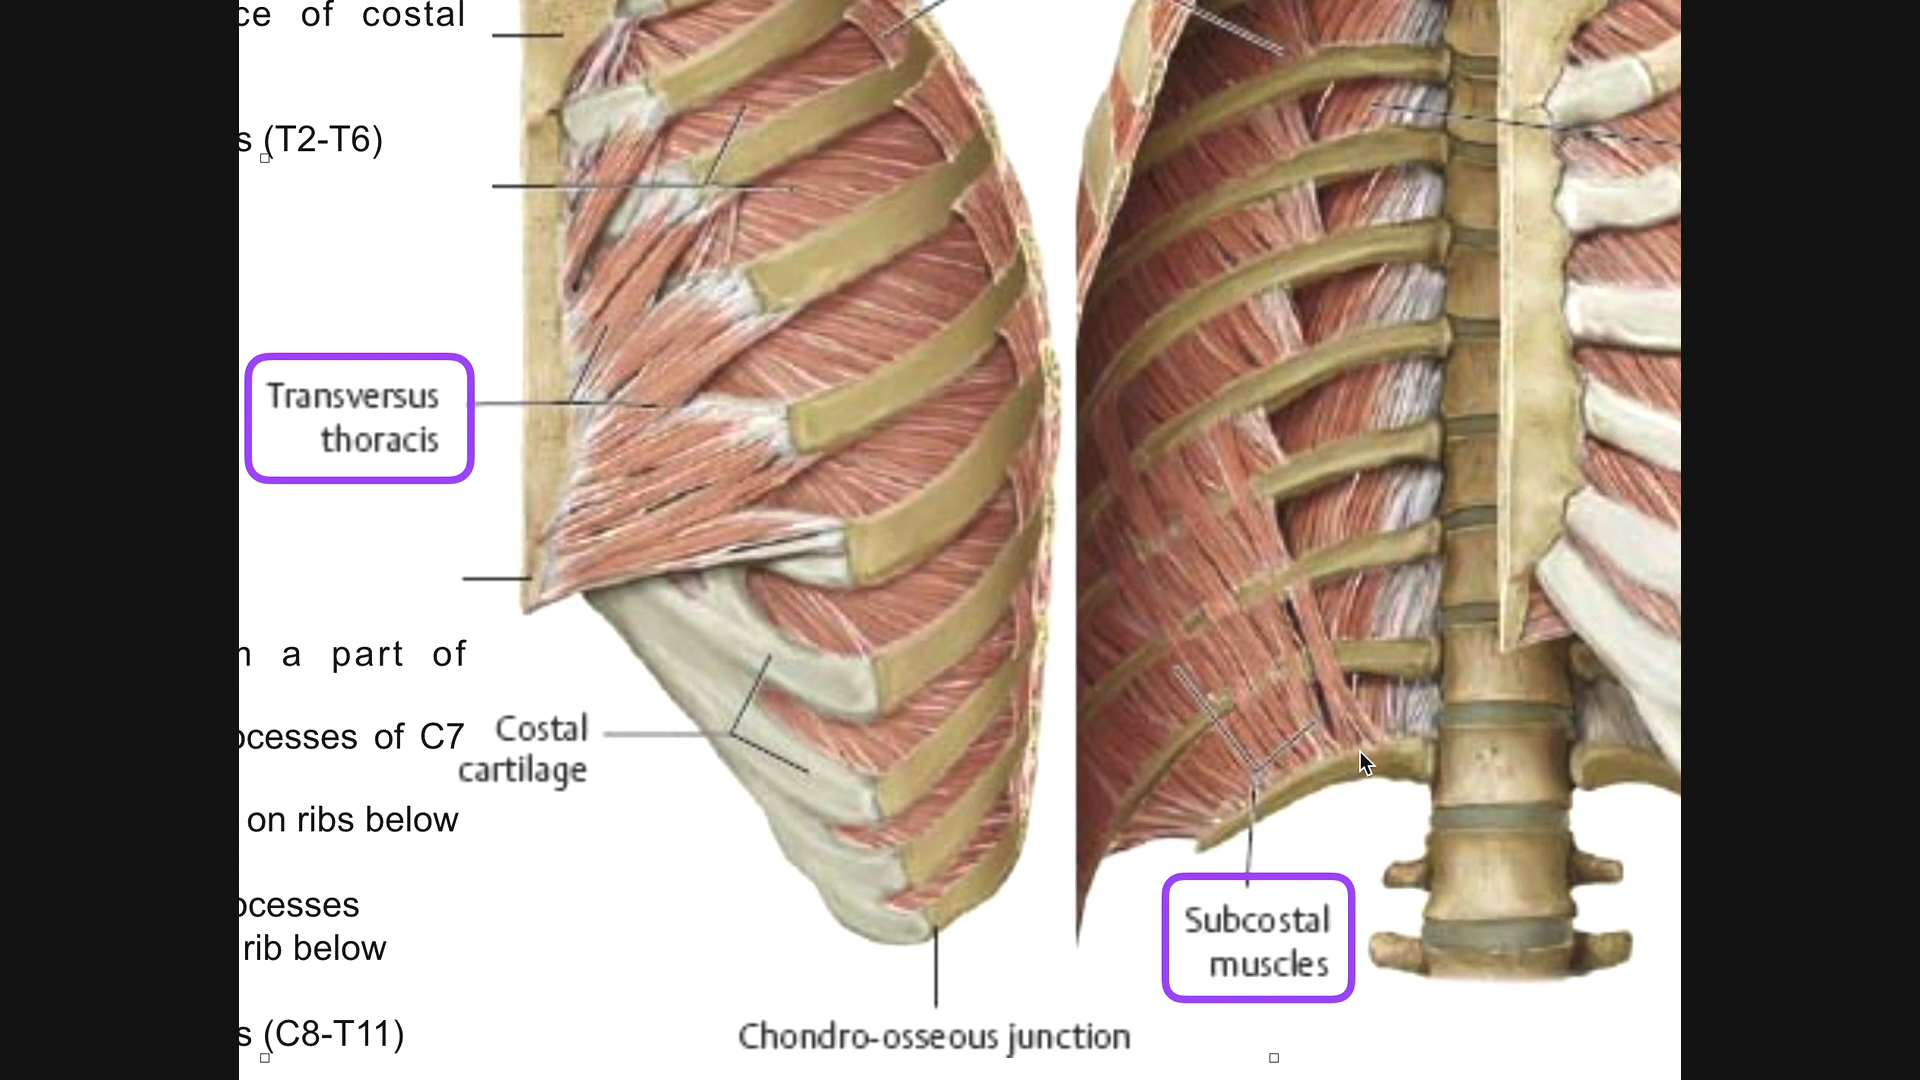 ce of costal
s (T2-T6)
Transversus
thoracis
a part of
ocesses of C7
Costal
cartilage
on ribs below
ocesses
rib below
Subcostal
muscles
s (C8-T11)
Chondro-osseous junction